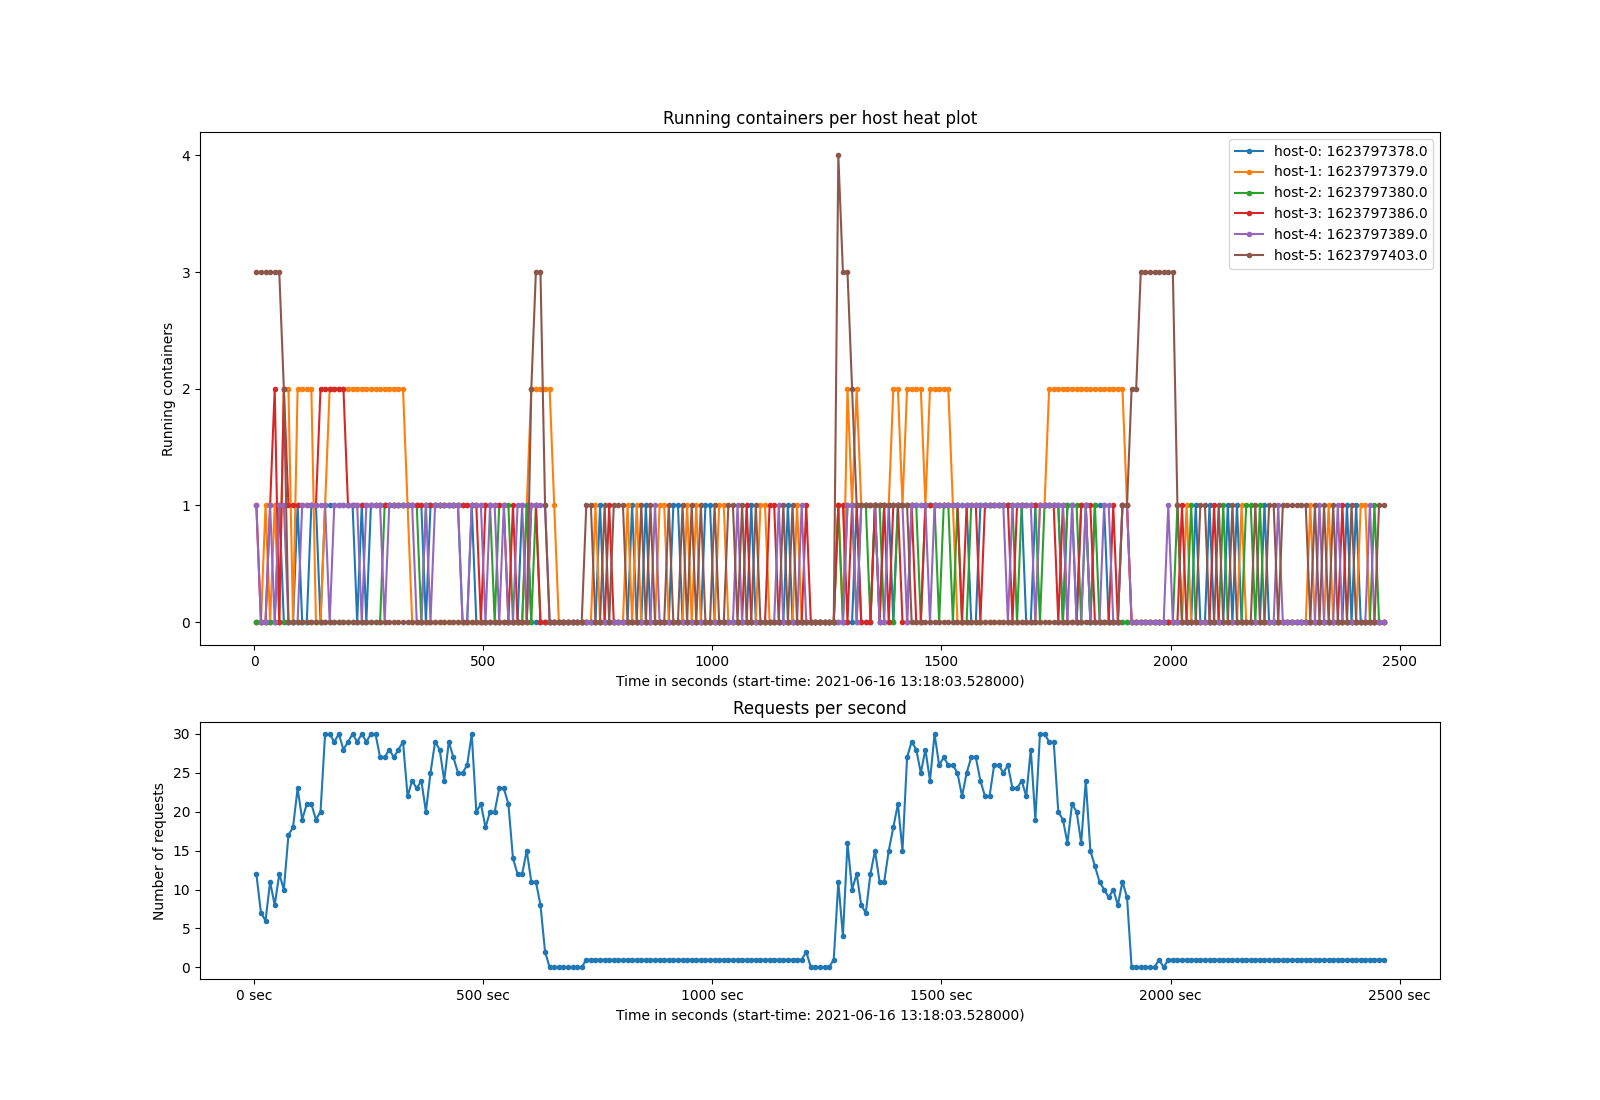 Running containers per host heat plot
Running containers
4
3
2
1
0
host-0: 1623797378.0
host-1: 1623797379.0
host-2: 1623797380.0
host-3: 1623797386.0
host-4: 1623797389.0
host-5: 1623797403.0
0 500 1000 1500 2000 2500
Time in seconds (start-time: 2021-06-16 13:18:03.528000)
Requests per second
Number of requests
30
25
20
15
10
5
0
0 sec 500 sec 1000 sec 1500 sec 2000 sec 2500 sec
Time in seconds (start-time: 2021-06-16 13:18:03.528000)